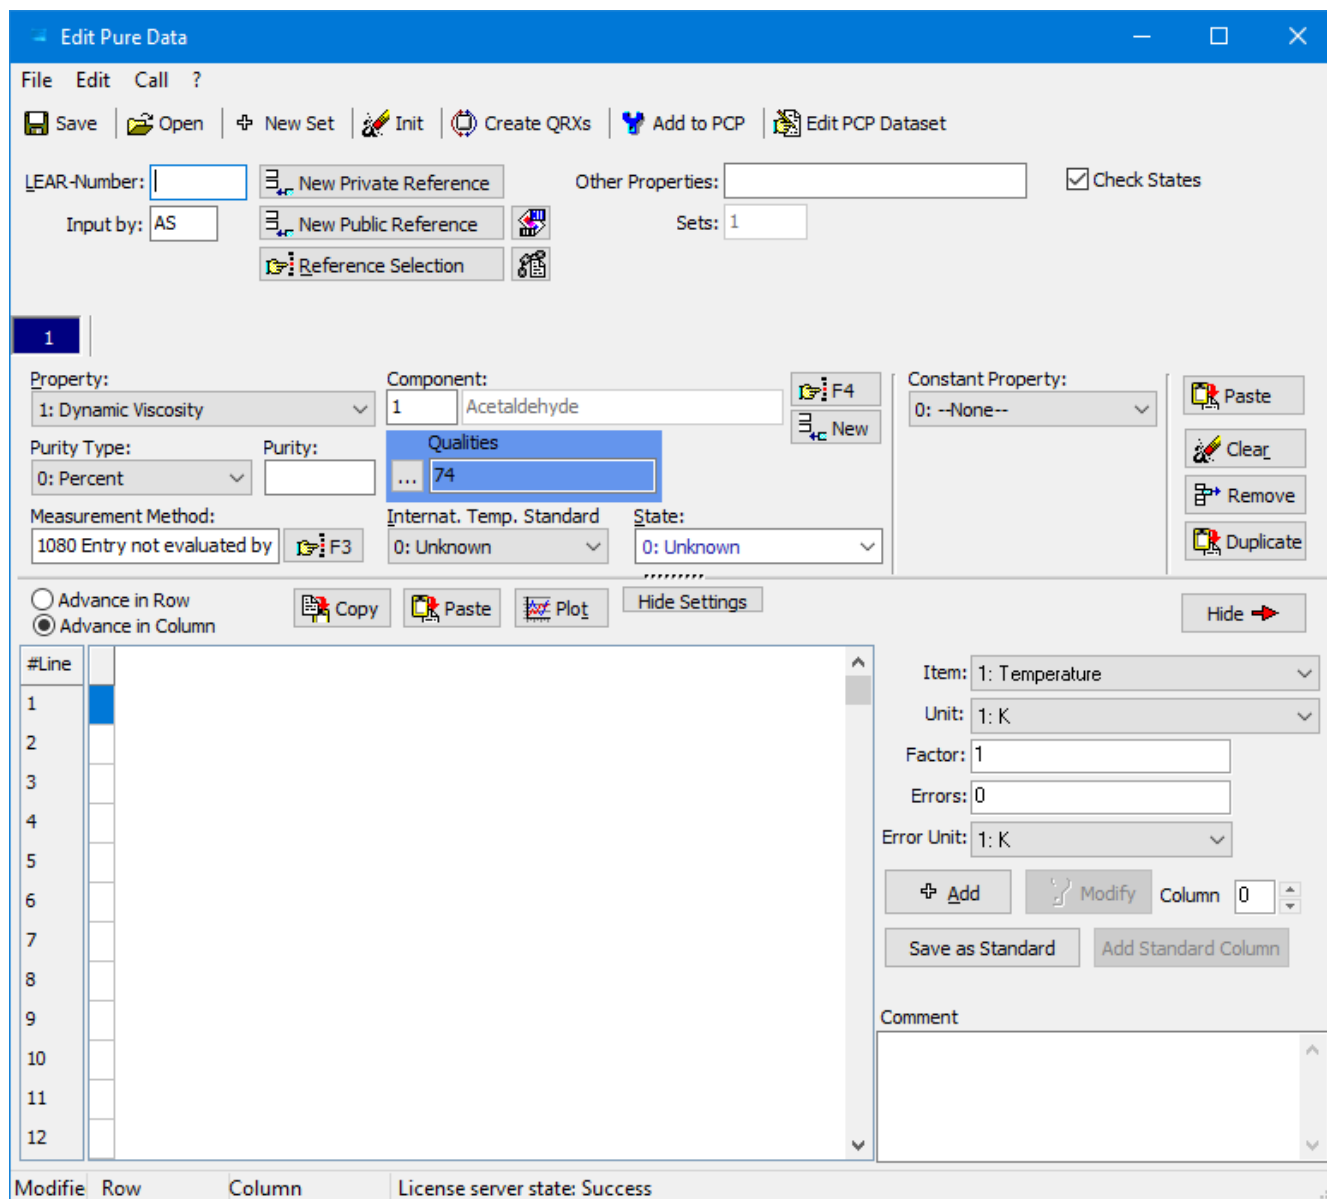 Edit Pure Data
File Edit Call ?
Save Open New Set Init Create QRXs Add to PCP Edit PCP Dataset
LEAR-Number: New Private Reference Other Properties: Check States
Input by: AS New Public Reference Sets: 1
Reference Selection
1
Property: Component: Constant Property:
1: Dynamic Viscosity 1 Acetaldehyde F4 0: --None-- Paste
New
Purity Type: Purity: Qualities Clear
0: Percent ... 74 Remove
Measurement Method: Internat. Temp. Standard State:
1080 Entry not evaluated by F3 0: Unknown 0: Unknown Duplicate
Advance in Row Copy Paste Plot Hide Settings Hide
Advance in Column
#Line Item: 1: Temperature
1 Unit: 1: K
2 Factor: 1
3 Errors: 0
4 Error Unit: 1: K
5
6 Add Modify Column 0
7 Save as Standard Add Standard Column
8
9 Comment
10
11
12
Modifie Row Column License server state: Success